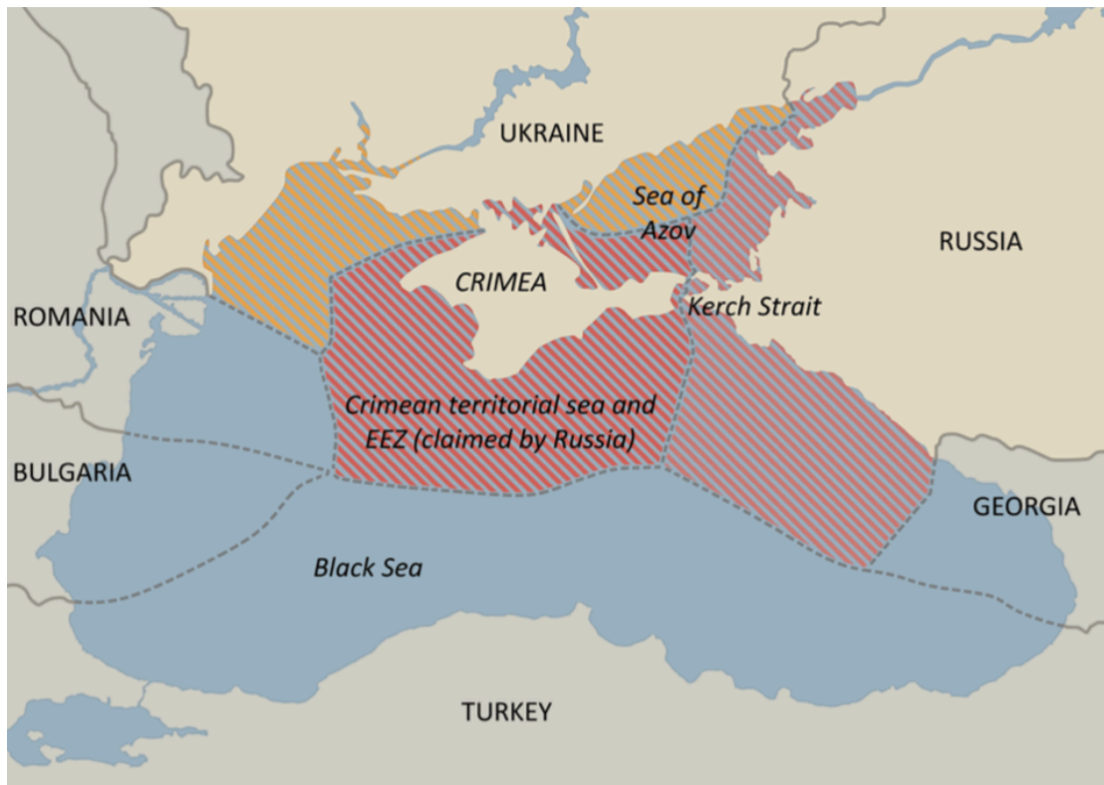 UKRAINE
Sea of
Azov
RUSSIA
CRIMEA
Kerch Strait
ROMANIA
Crimean territorial sea and
EEZ (claimed by Russia)
BULGARIA
GEORGIA
Black Sea
TURKEY